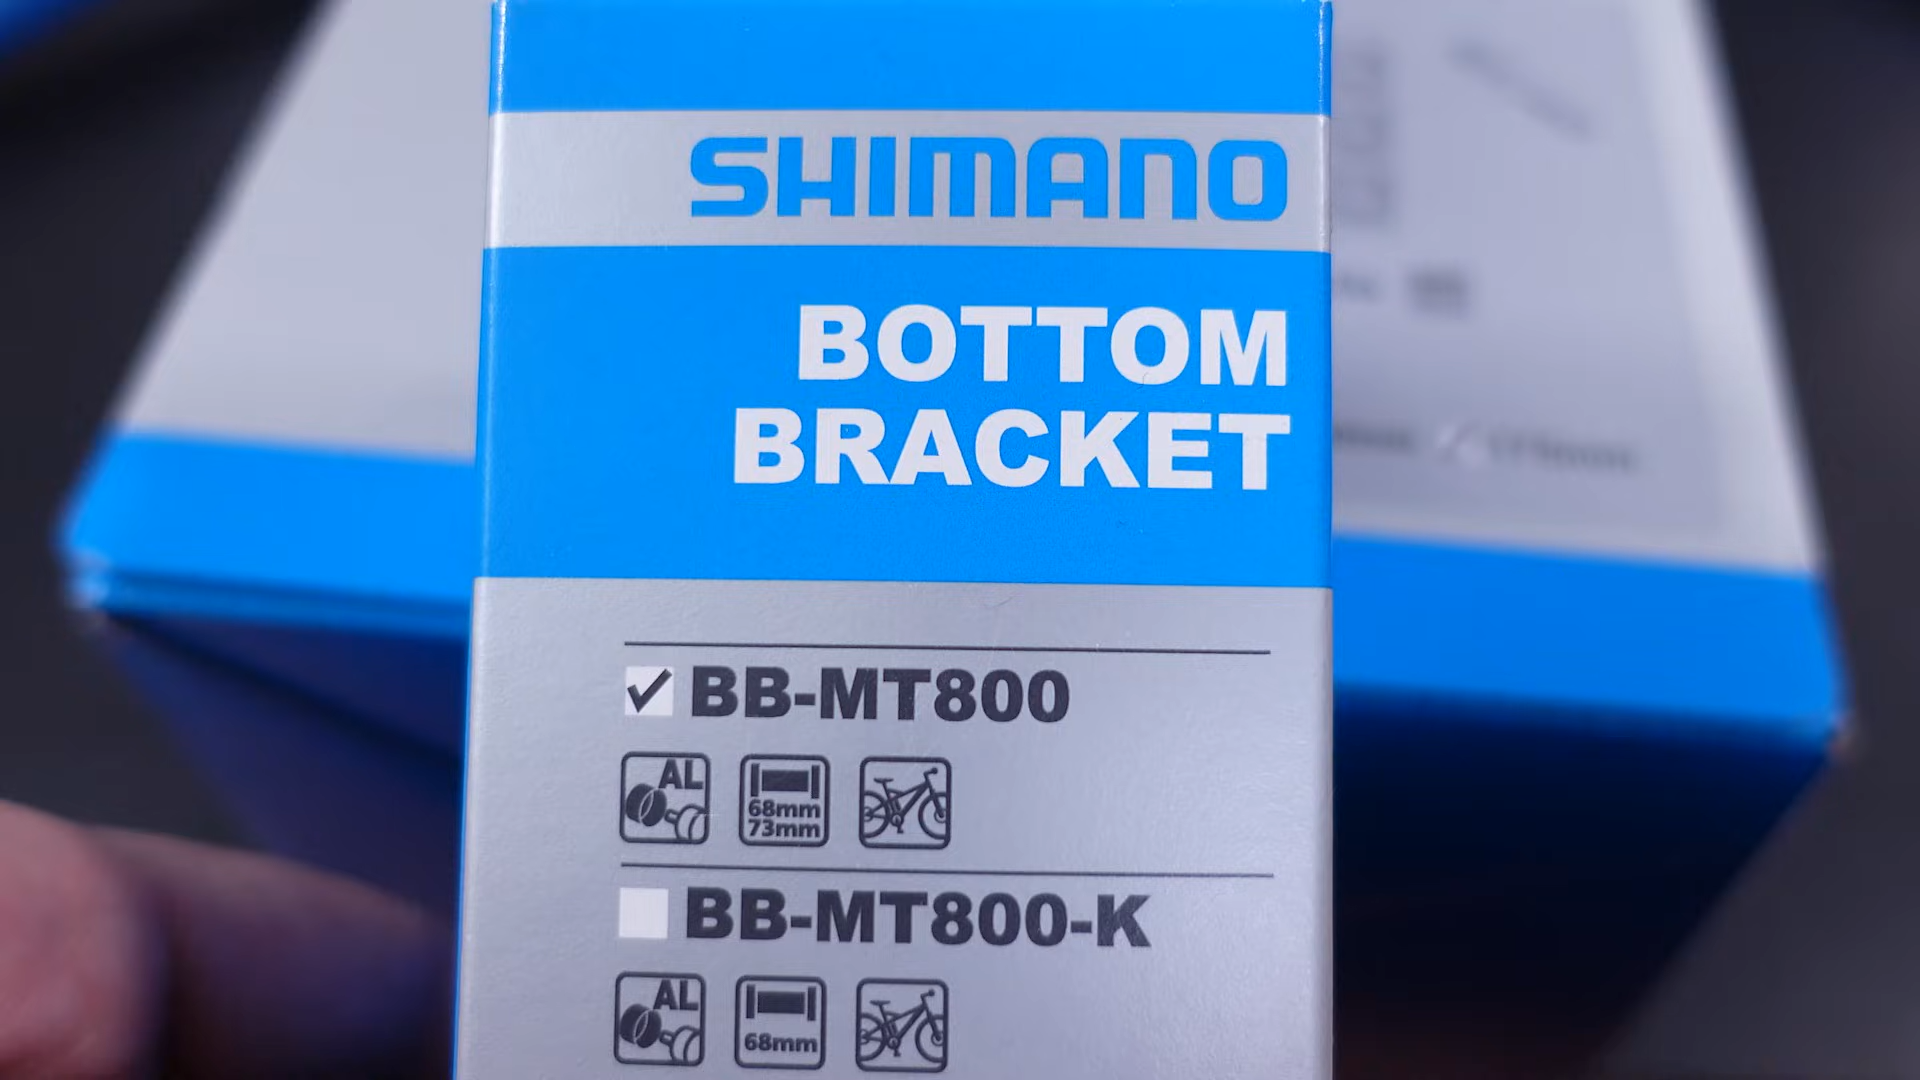 SHIMANO
BOTTOM
BRACKET
BB-MT800
AL
68mm
73mm
BB-MT800-K
AL
68mm